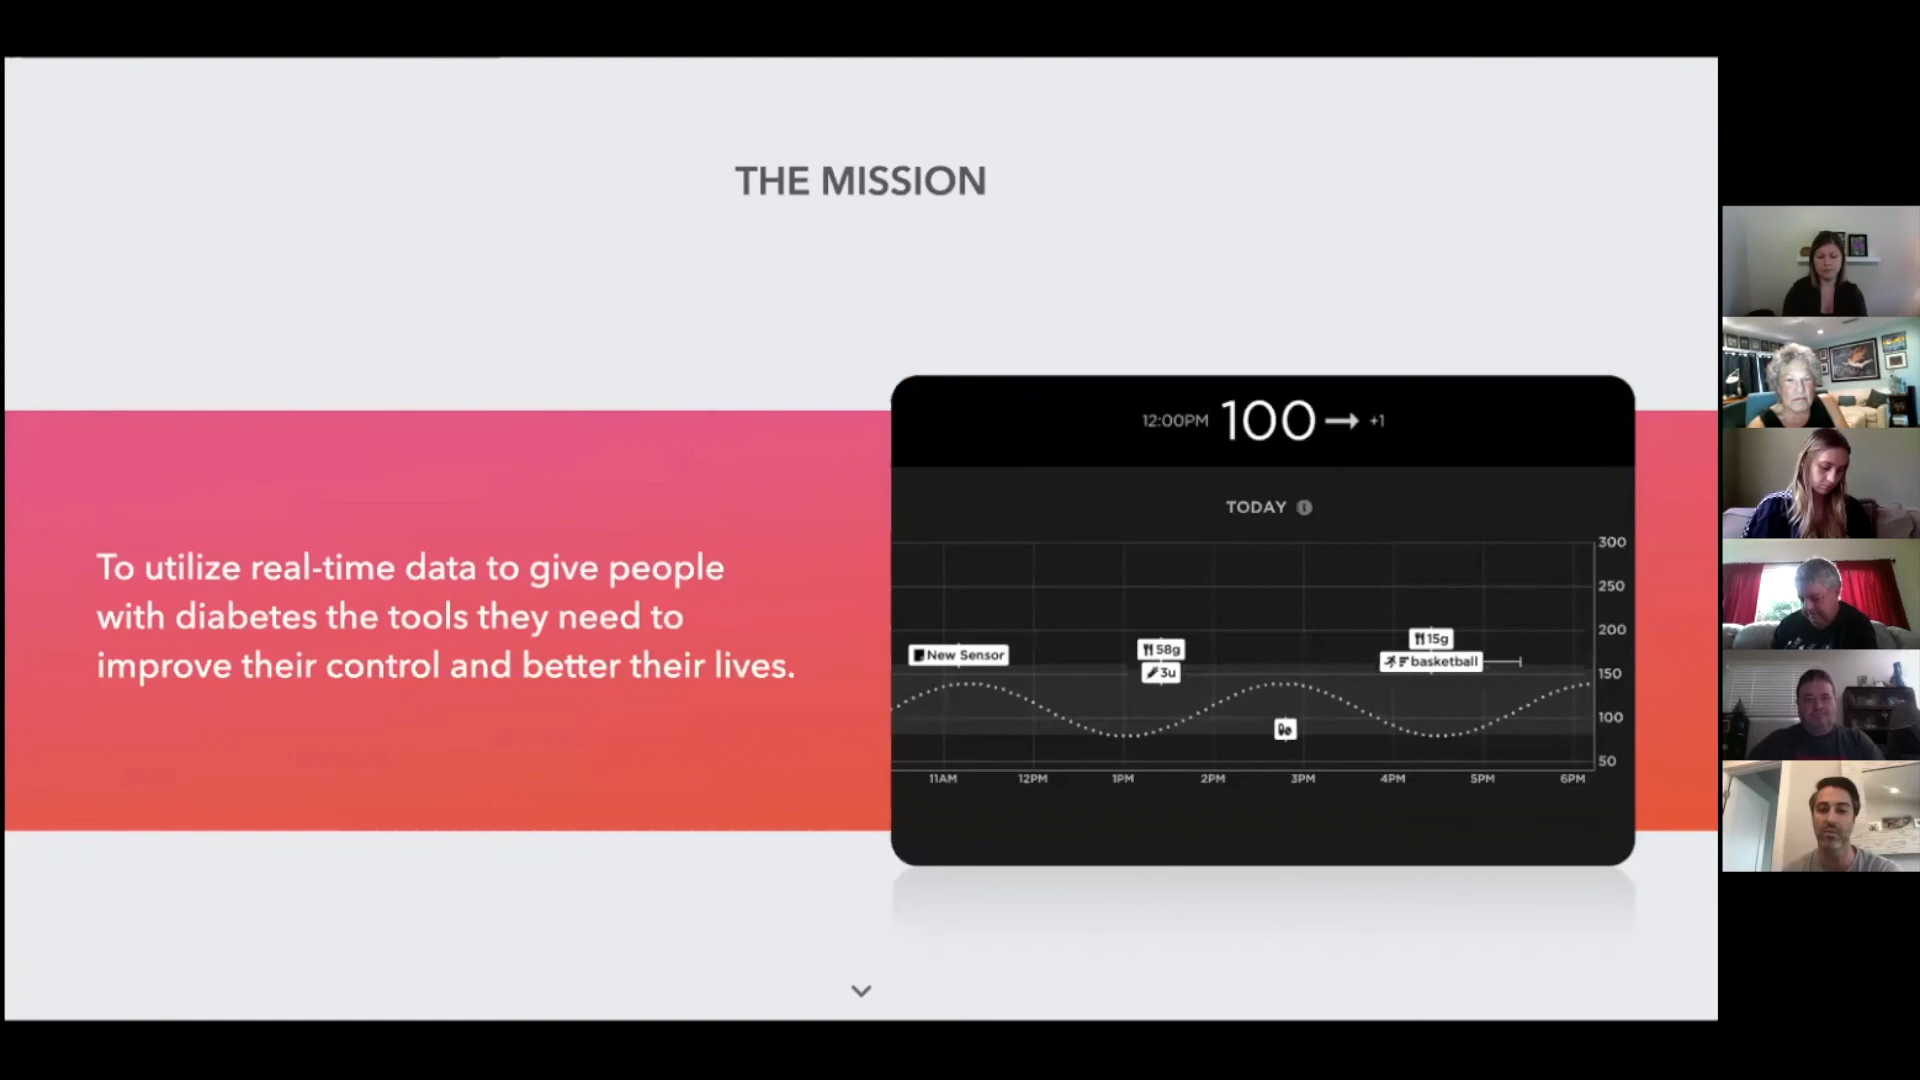 THE MISSION
To utilize real-time data to give people
with diabetes the tools they need to
improve their control and better their lives.
12:00PM 100 +1
TODAY
300
250
200
150
100
50
New Sensor
58g
3u
15g
basketball
11AM 12PM 1PM 2PM 3PM 4PM 5PM 6PM